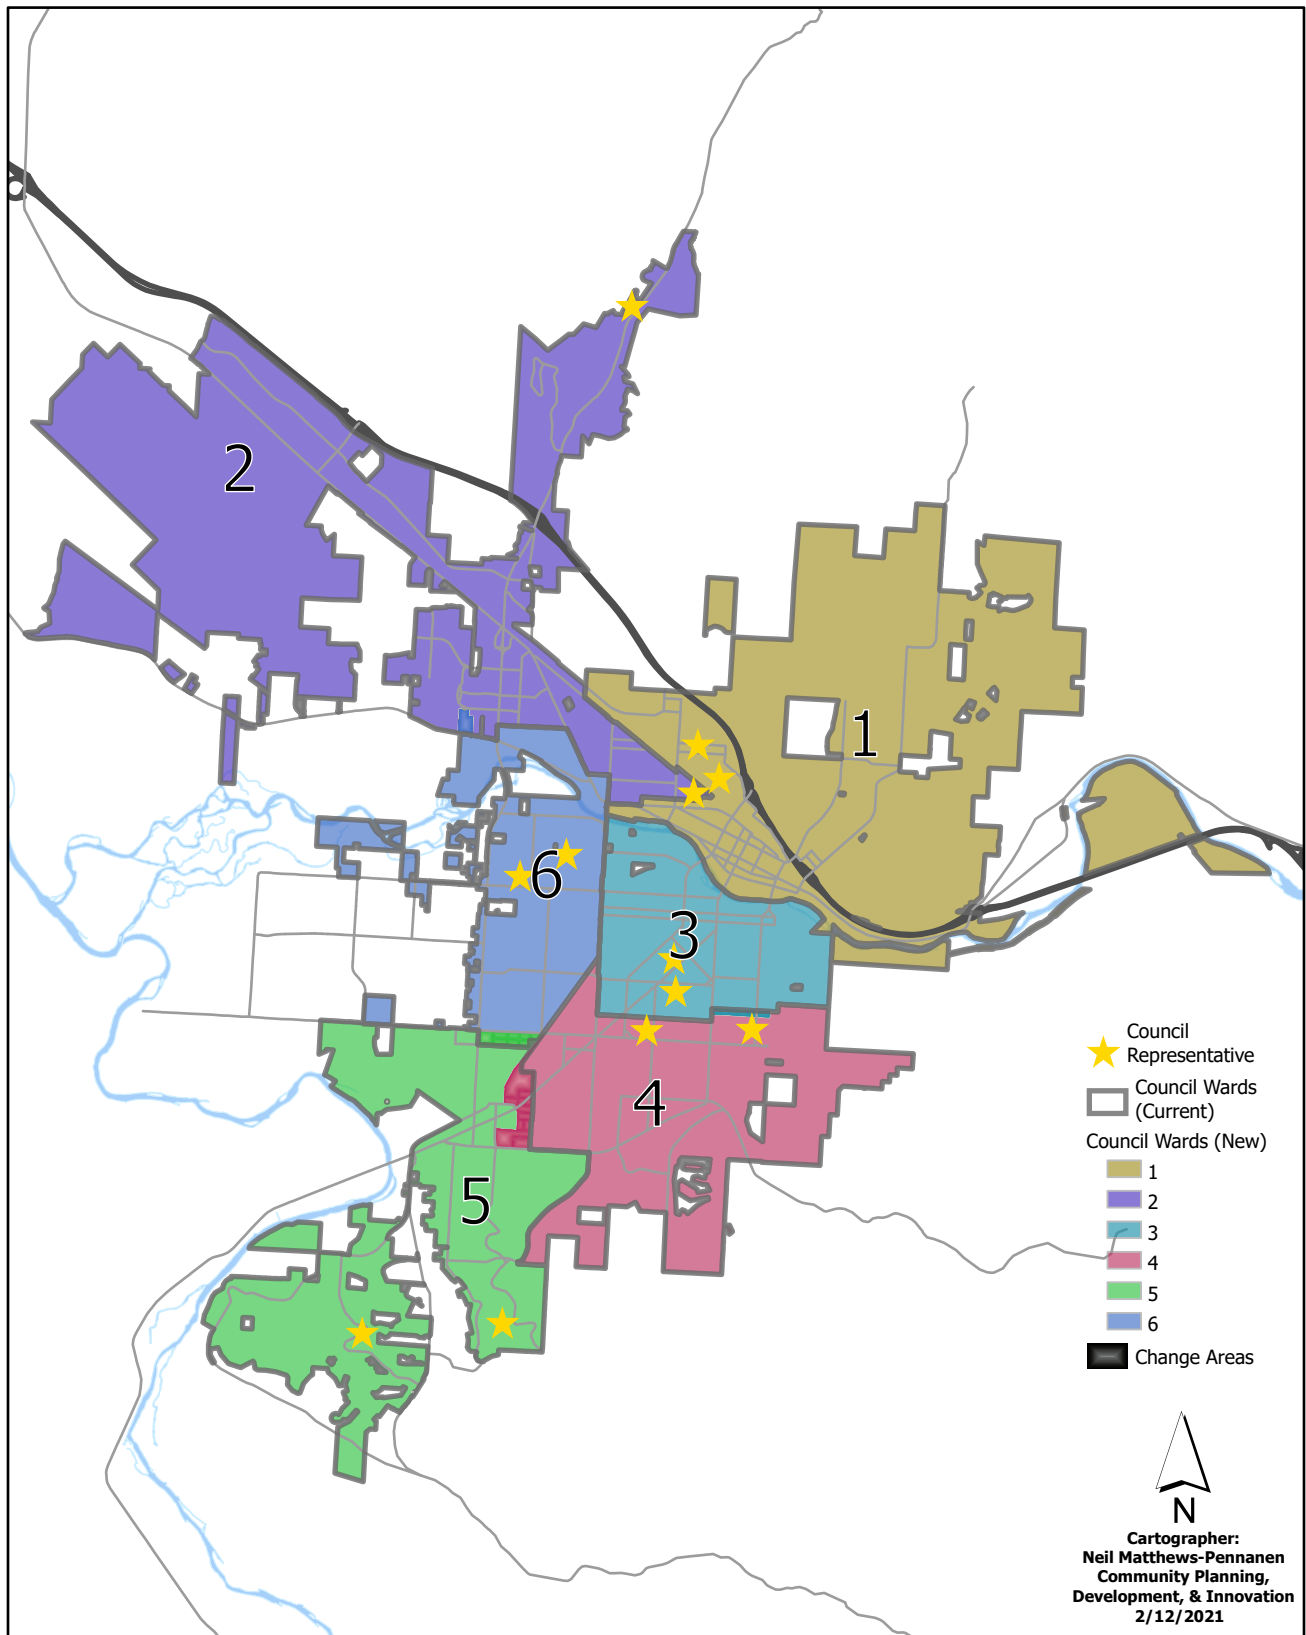 2
1
6
3
4
5
Council
Representative
Council Wards
(Current)
Council Wards (New)
1
2
3
4
5
6
Change Areas
N
Cartographer:
Neil Matthews-Pennanen
Community Planning,
Development, & Innovation
2/12/2021